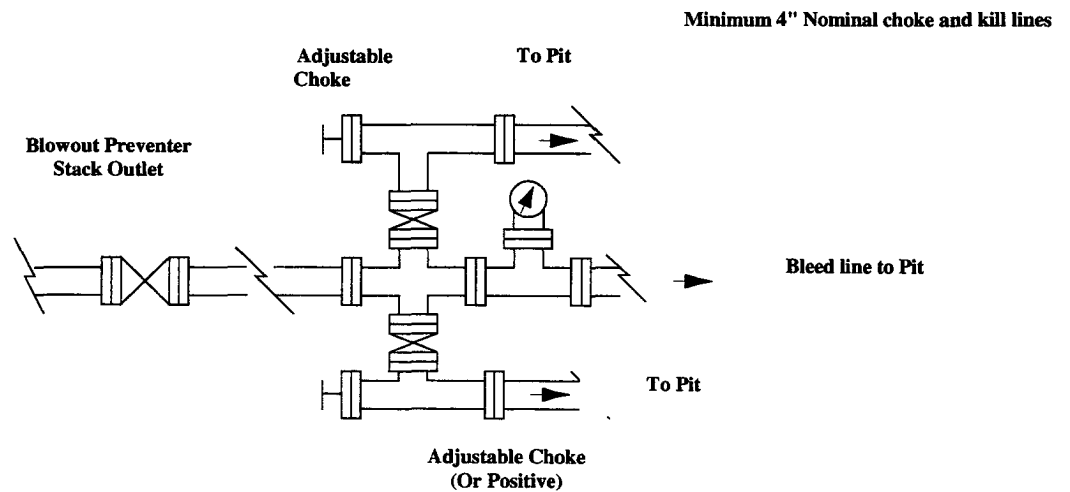 Minimum 4" Nominal choke and kill lines
Adjustable
Choke
To Pit
Blowout Preventer
Stack Outlet
Bleed line to Pit
To Pit
Adjustable Choke
(Or Positive)